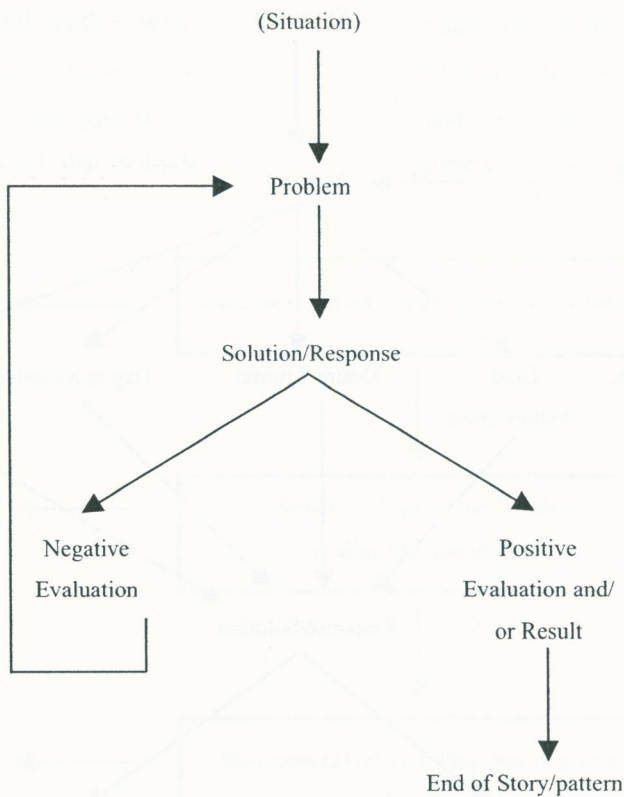 (Situation)
Problem
Solution/Response
Negative
Evaluation
Positive
Evaluation and/
or Result
End of Story/pattern